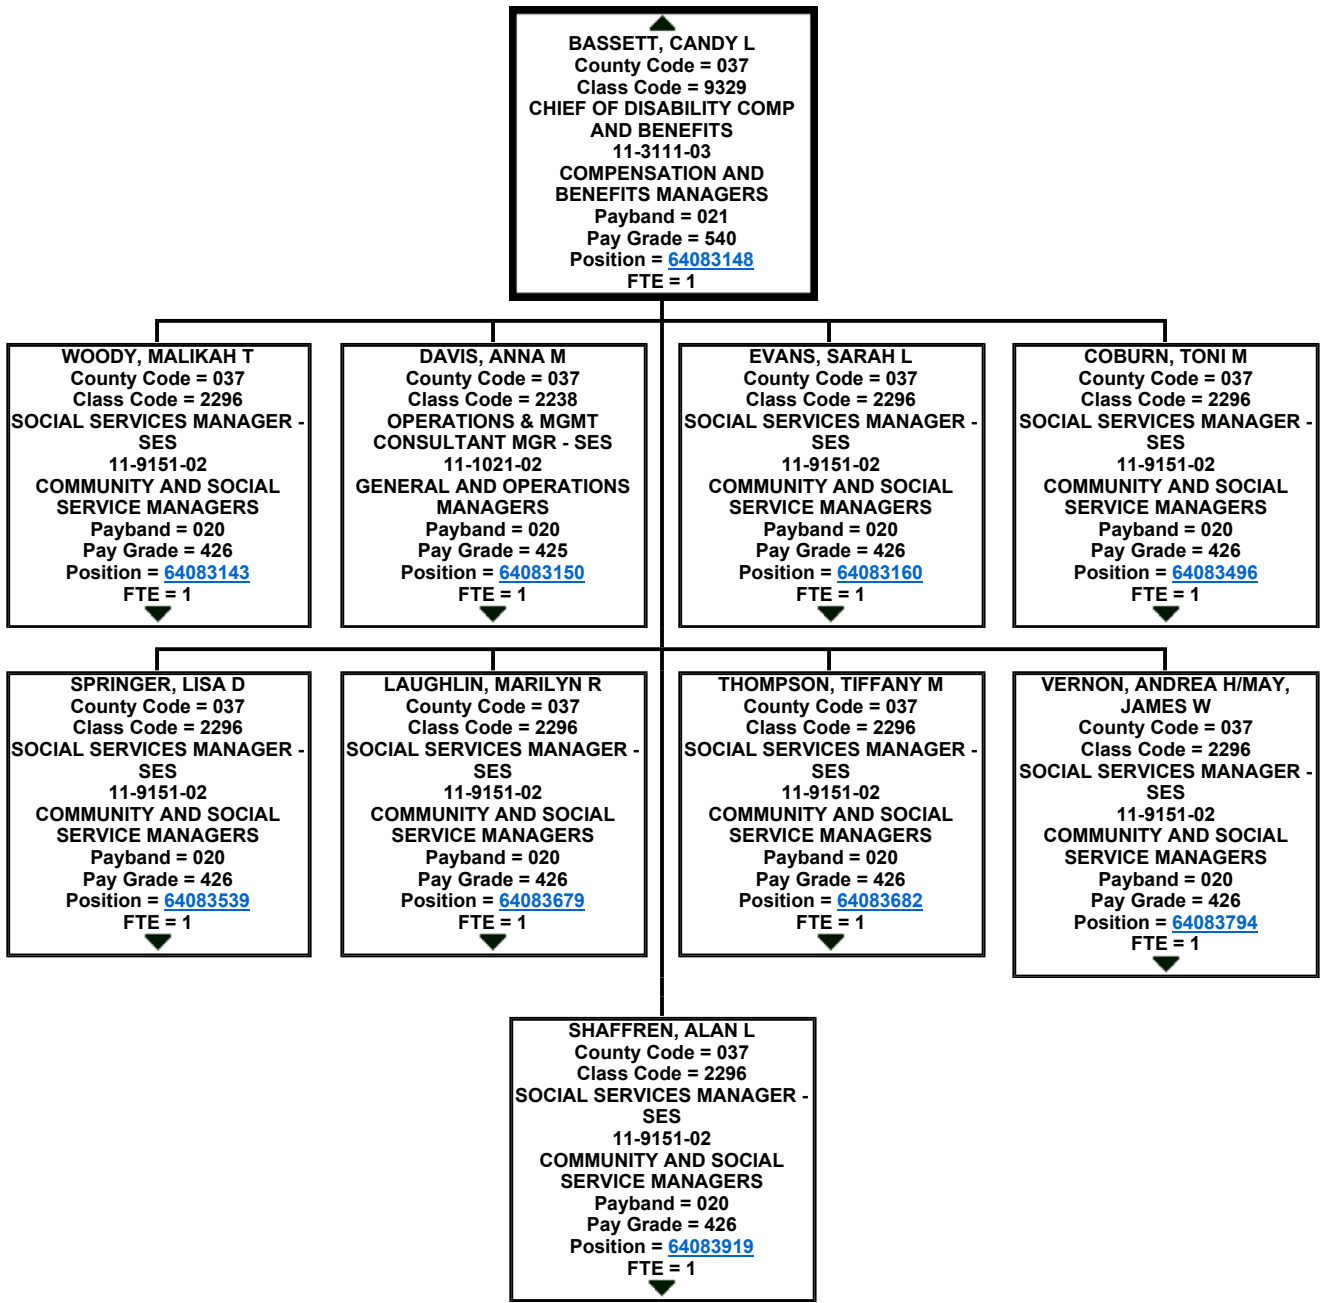 BASSETT, CANDY L
County Code = 037
Class Code = 9329
CHIEF OF DISABILITY COMP
AND BENEFITS
11-3111-03
COMPENSATION AND
BENEFITS MANAGERS
Payband = 021
Pay Grade = 540
Position = 64083148
FTE = 1
WOODY, MALIKAH T
County Code = 037
Class Code = 2296
SOCIAL SERVICES MANAGER -
SES
11-9151-02
COMMUNITY AND SOCIAL
SERVICE MANAGERS
Payband = 020
Pay Grade = 426
Position = 64083143
FTE = 1
DAVIS, ANNA M
County Code = 037
Class Code = 2238
OPERATIONS & MGMT
CONSULTANT MGR - SES
11-1021-02
GENERAL AND OPERATIONS
MANAGERS
Payband = 020
Pay Grade = 425
Position = 64083150
FTE = 1
EVANS, SARAH L
County Code = 037
Class Code = 2296
SOCIAL SERVICES MANAGER -
SES
11-9151-02
COMMUNITY AND SOCIAL
SERVICE MANAGERS
Payband = 020
Pay Grade = 426
Position = 64083160
FTE = 1
COBURN, TONI M
County Code = 037
Class Code = 2296
SOCIAL SERVICES MANAGER -
SES
11-9151-02
COMMUNITY AND SOCIAL
SERVICE MANAGERS
Payband = 020
Pay Grade = 426
Position = 64083496
FTE = 1
SPRINGER, LISA D
County Code = 037
Class Code = 2296
SOCIAL SERVICES MANAGER -
SES
11-9151-02
COMMUNITY AND SOCIAL
SERVICE MANAGERS
Payband = 020
Pay Grade = 426
Position = 64083539
FTE = 1
LAUGHLIN, MARILYN R
County Code = 037
Class Code = 2296
SOCIAL SERVICES MANAGER -
SES
11-9151-02
COMMUNITY AND SOCIAL
SERVICE MANAGERS
Payband = 020
Pay Grade = 426
Position = 64083679
FTE = 1
THOMPSON, TIFFANY M
County Code = 037
Class Code = 2296
SOCIAL SERVICES MANAGER -
SES
11-9151-02
COMMUNITY AND SOCIAL
SERVICE MANAGERS
Payband = 020
Pay Grade = 426
Position = 64083682
FTE = 1
VERNON, ANDREA H/MAY,
JAMES W
County Code = 037
Class Code = 2296
SOCIAL SERVICES MANAGER -
SES
11-9151-02
COMMUNITY AND SOCIAL
SERVICE MANAGERS
Payband = 020
Pay Grade = 426
Position = 64083794
FTE = 1
SHAFFREN, ALAN L
County Code = 037
Class Code = 2296
SOCIAL SERVICES MANAGER -
SES
11-9151-02
COMMUNITY AND SOCIAL
SERVICE MANAGERS
Payband = 020
Pay Grade = 426
Position = 64083919
FTE = 1